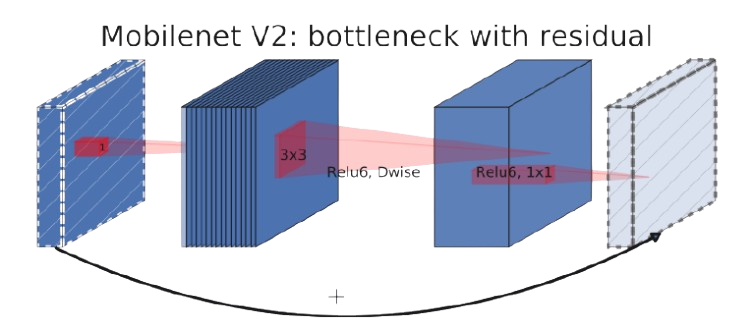 Mobilenet V2: bottleneck with residual
1
3x3
Relu6, Dwise
Relu6, 1x1
+